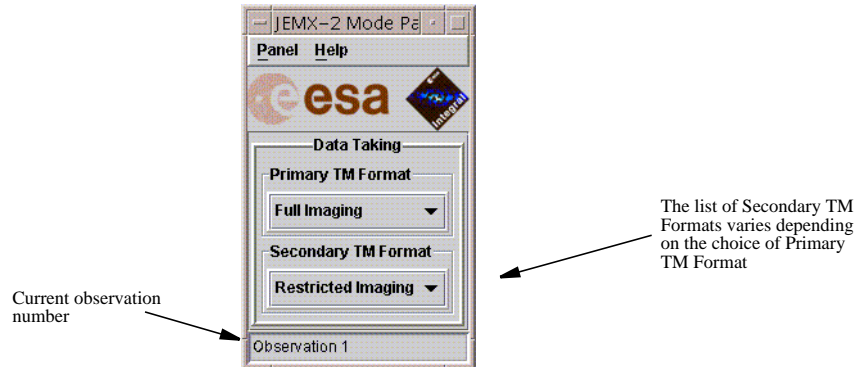 JEMX-2 Mode Pa
Panel Help
esa
Integral
Data Taking
Primary TM Format
Full Imaging
Secondary TM Format
Restricted Imaging
Observation 1
The list of Secondary TM
Formats varies depending
on the choice of Primary
TM Format
Current observation
number